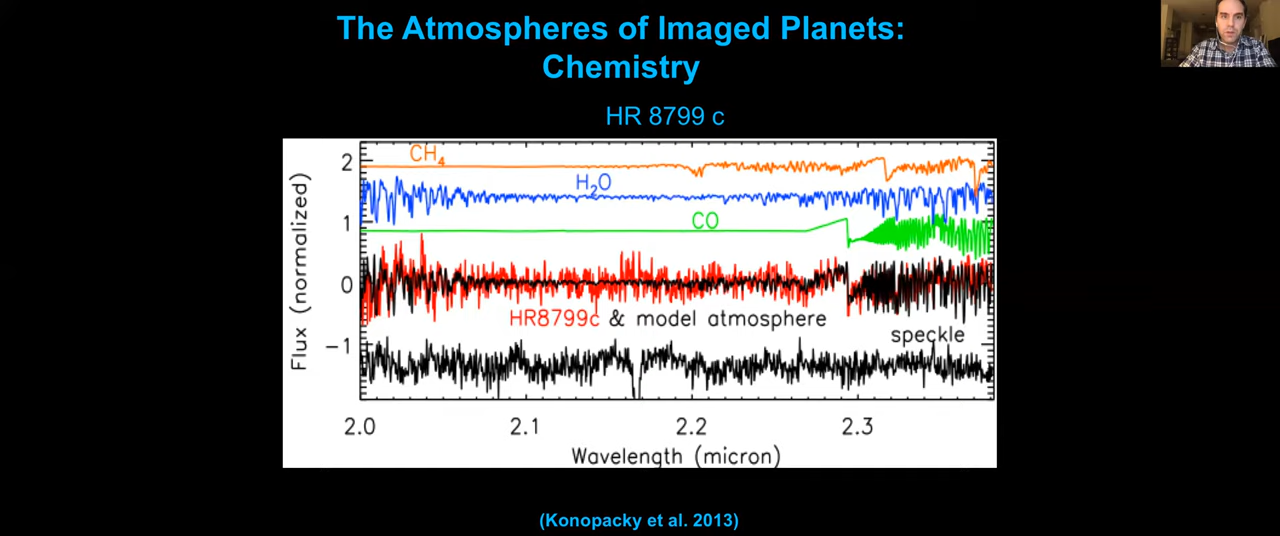 The Atmospheres of Imaged Planets:
Chemistry
HR 8799 c
CH4
H2O
CO
HR8799c & model atmosphere
speckle
2
1
0
−1
Flux (normalized)
2.0 2.1 2.2 2.3
Wavelength (micron)
(Konopacky et al. 2013)